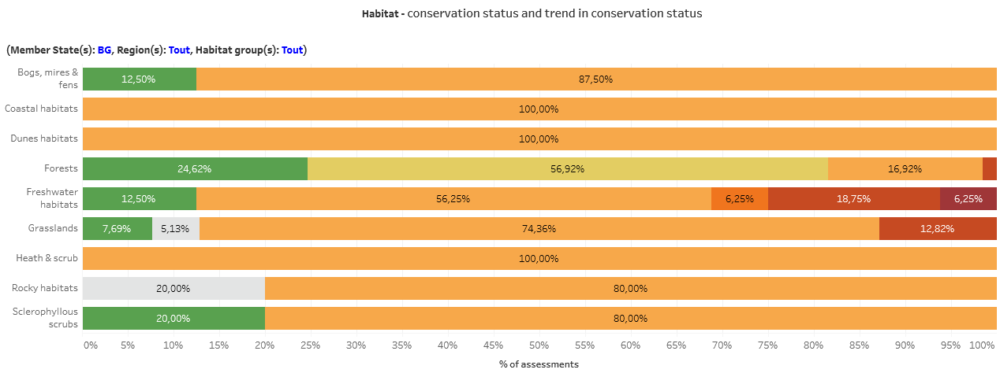 Habitat - conservation status and trend in conservation status
(Member State(s): BG, Region(s): Tout, Habitat group(s): Tout)
Bogs, mires &
fens
12,50%
87,50%
Coastal habitats
100,00%
Dunes habitats
100,00%
Forests
24,62%
56,92%
16,92%
Freshwater
habitats
12,50%
56,25%
6,25%
18,75%
6,25%
Grasslands
7,69%
5,13%
74,36%
12,82%
Heath & scrub
100,00%
Rocky habitats
20,00%
80,00%
Sclerophyllous
scrubs
20,00%
80,00%
0% 5% 10% 15% 20% 25% 30% 35% 40% 45% 50% 55% 60% 65% 70% 75% 80% 85% 90% 95% 100%
% of assessments